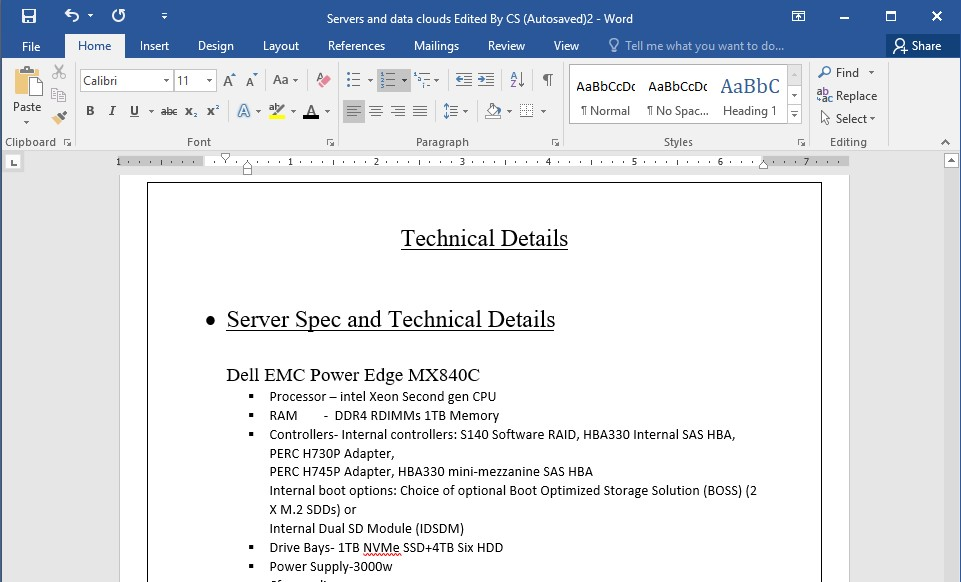 Servers and data clouds Edited By CS (Autosaved)2 - Word
File Home Insert Design Layout References Mailings Review View Tell me what you want to do... Share
Paste
Calibri 11
Aa
B I U abc x₂ x² A ab A
AaBbCcDc AaBbCcDc AaBbC
¶ Normal ¶ No Spac... Heading 1
Find
Replace
Select
Clipboard Font Paragraph Styles Editing
L 1 1 2 3 4 5 6 7
Technical Details
• Server Spec and Technical Details
Dell EMC Power Edge MX840C
▪ Processor – intel Xeon Second gen CPU
▪ RAM - DDR4 RDIMMs 1TB Memory
▪ Controllers- Internal controllers: S140 Software RAID, HBA330 Internal SAS HBA,
PERC H730P Adapter,
PERC H745P Adapter, HBA330 mini-mezzanine SAS HBA
Internal boot options: Choice of optional Boot Optimized Storage Solution (BOSS) (2
X M.2 SDDs) or
Internal Dual SD Module (IDSDM)
▪ Drive Bays- 1TB NVMe SSD+4TB Six HDD
▪ Power Supply-3000w